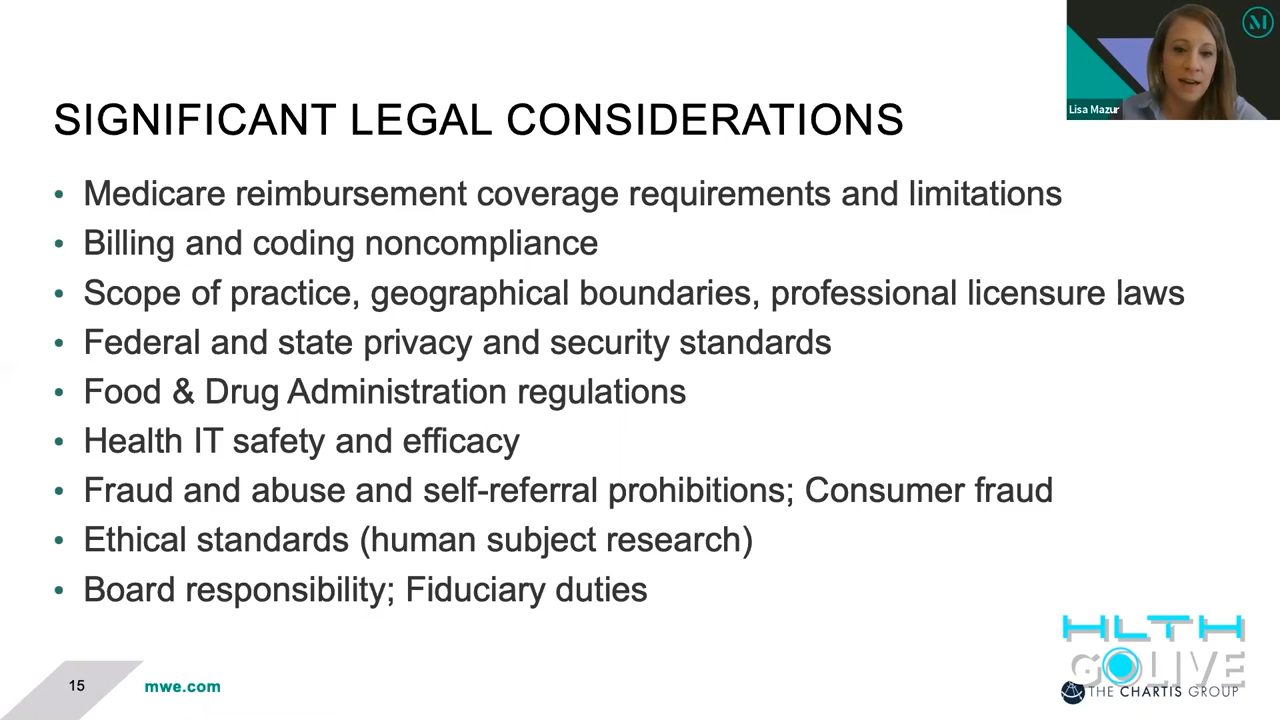 M
Lisa Mazur
SIGNIFICANT LEGAL CONSIDERATIONS
• Medicare reimbursement coverage requirements and limitations
• Billing and coding noncompliance
• Scope of practice, geographical boundaries, professional licensure laws
• Federal and state privacy and security standards
• Food & Drug Administration regulations
• Health IT safety and efficacy
• Fraud and abuse and self-referral prohibitions; Consumer fraud
• Ethical standards (human subject research)
• Board responsibility; Fiduciary duties
HLTH
GOLIVE
THE CHARTIS GROUP
15
mwe.com